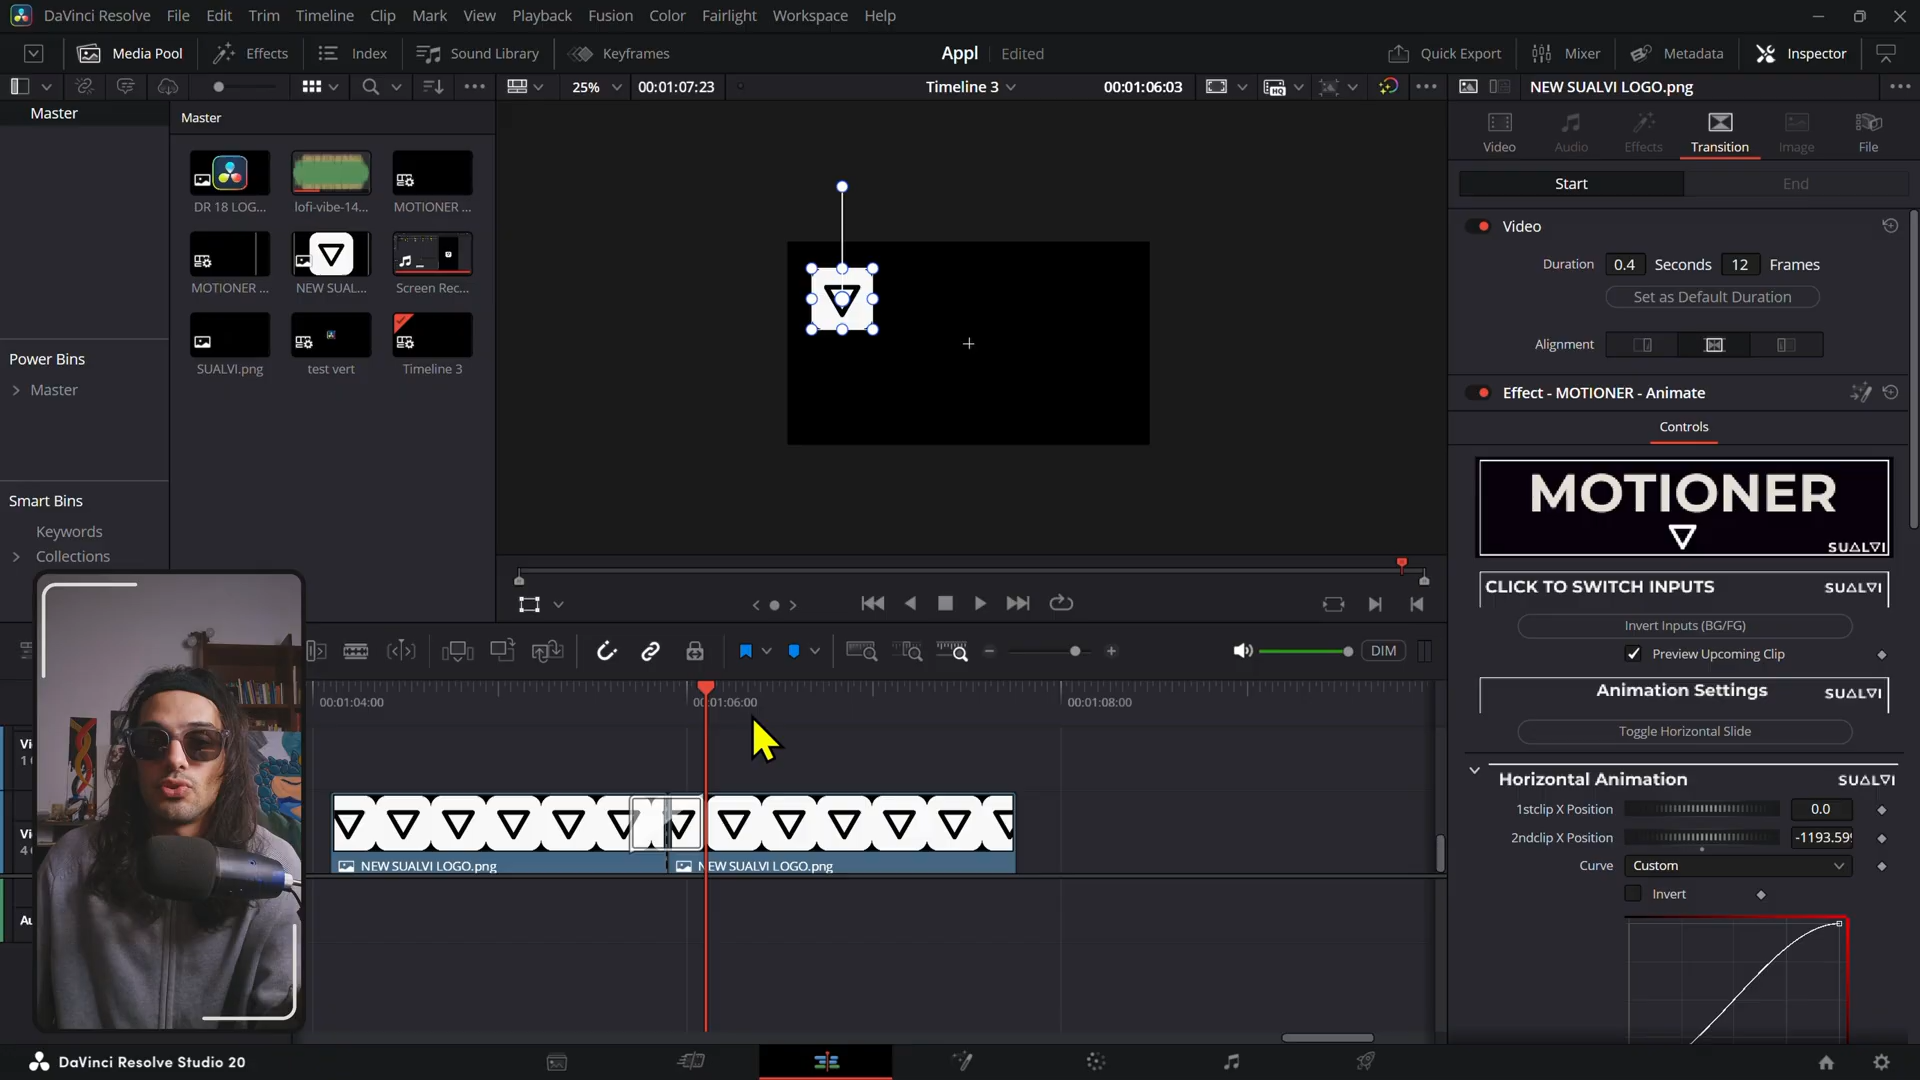 DaVinci Resolve File Edit Trim Timeline Clip Mark View Playback Fusion Color Fairlight Workspace Help
Media Pool Effects Index Sound Library Keyframes Appl Edited Quick Export Mixer Metadata Inspector
25% 00:01:07:23 Timeline 3 00:01:06:03 NEW SUALVI LOGO.png
Master
Master
Video Audio Effects Transition Image File
Start End
DR 18 LOG... lofi-vibe-14... MOTIONER ...
MOTIONER ... NEW SUAL... Screen Rec...
SUALVI.png test vert Timeline 3
Power Bins
Master
Smart Bins
Keywords
Collections
Video
Duration 0.4 Seconds 12 Frames
Set as Default Duration
Alignment
Effect - MOTIONER - Animate
Controls
MOTIONER
SUALVI
CLICK TO SWITCH INPUTS SUALVI
Invert Inputs (BG/FG)
Preview Upcoming Clip
Animation Settings SUALVI
Toggle Horizontal Slide
Horizontal Animation SUALVI
1stclip X Position 0.0
2ndclip X Position -1193.59
Curve Custom
Invert
HQ
DIM
00:01:04:00 00:01:06:00 00:01:08:00
Vi
1
Vi
4
Au
NEW SUALVI LOGO.png NEW SUALVI LOGO.png
DaVinci Resolve Studio 20